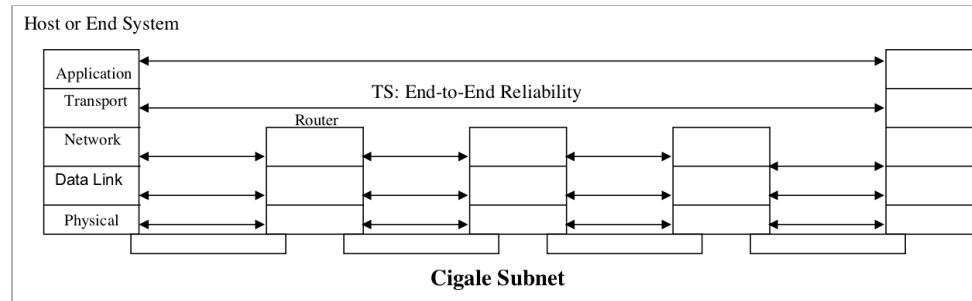 Host or End System
Application
TS: End-to-End Reliability
Transport
Router
Network
Data Link
Physical
Cigale Subnet